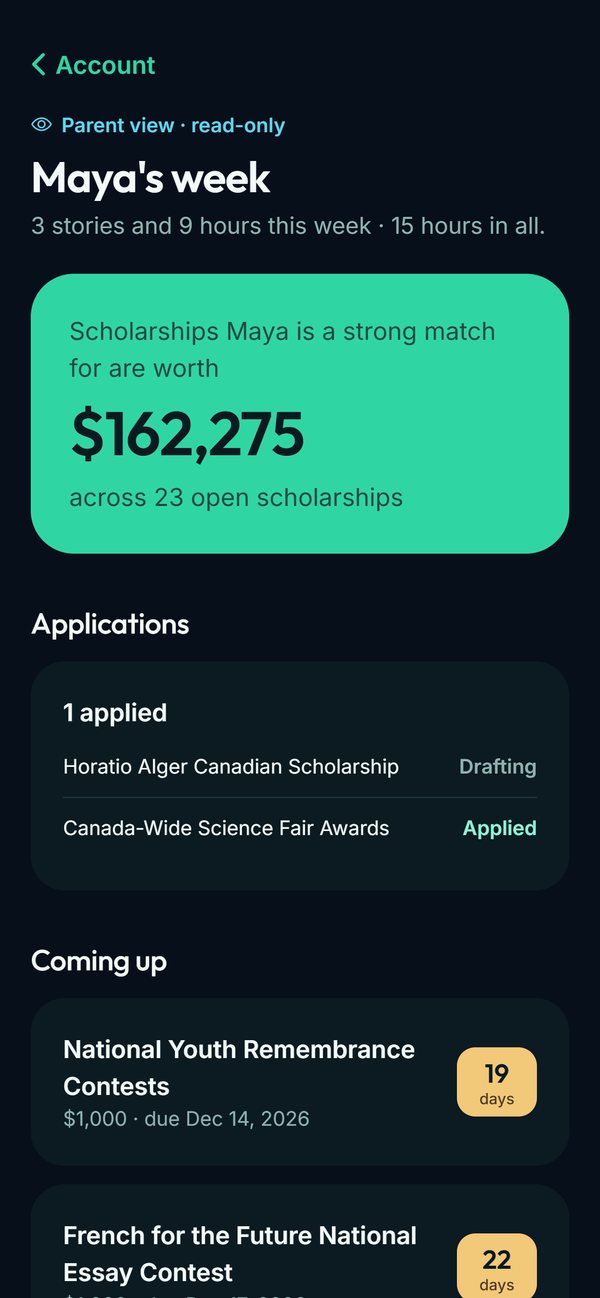 Account
Parent view · read-only
Maya's week
3 stories and 9 hours this week · 15 hours in all.
Scholarships Maya is a strong match
for are worth
$162,275
across 23 open scholarships
Applications
1 applied
Horatio Alger Canadian Scholarship Drafting
Canada-Wide Science Fair Awards Applied
Coming up
National Youth Remembrance
Contests
$1,000 · due Dec 14, 2026
19
days
French for the Future National
Essay Contest
22
days